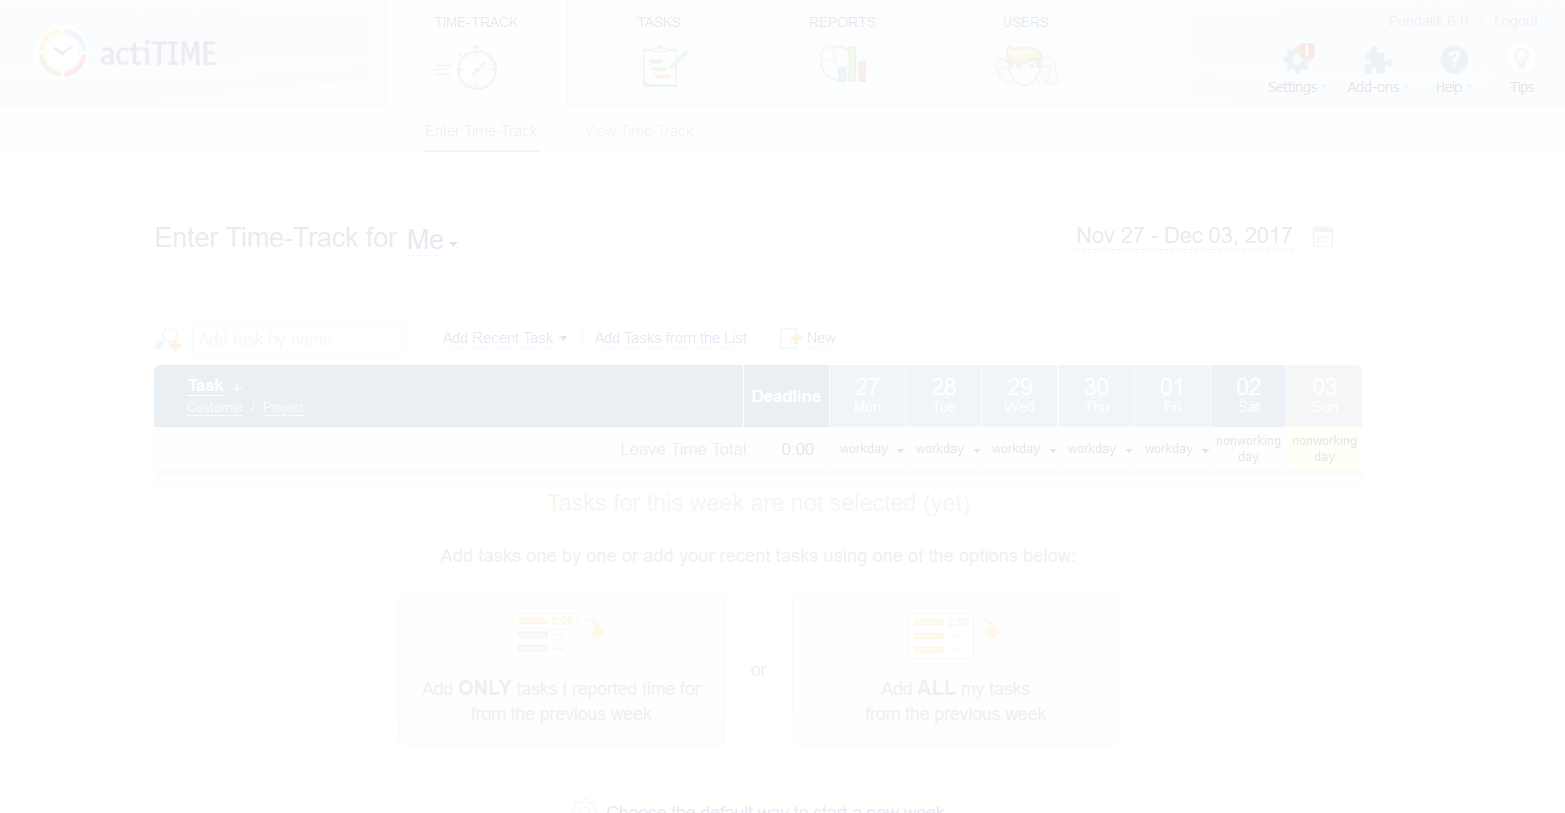 TIME-TRACK TASKS REPORTS USERS Pundalik B H | Logout
actiTIME
Settings Add-ons Help Tips
Enter Time-Track View Time-Track
Enter Time-Track for Me Nov 27 - Dec 03, 2017
Add task by name Add Recent Task Add Tasks from the List New
Task Deadline 27 28 29 30 01 02 03
Customer / Project Mon Tue Wed Thu Fri Sat Sun
Leave Time Total: 0:00 workday workday workday workday workday nonworking day nonworking day
Tasks for this week are not selected (yet)
Add tasks one by one or add your recent tasks using one of the options below:
2:00 2:00
or
Add ONLY tasks I reported time for
from the previous week
Add ALL my tasks
from the previous week
Choose the default way to start a new week